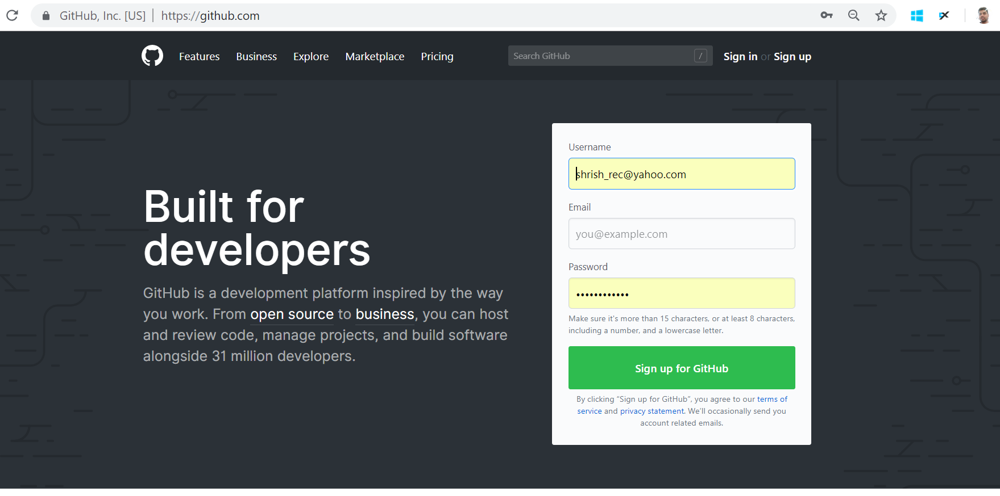 GitHub, Inc. [US] | https://github.com
Features Business Explore Marketplace Pricing Search GitHub / Sign in or Sign up
Built for
developers
GitHub is a development platform inspired by the way
you work. From open source to business, you can host
and review code, manage projects, and build software
alongside 31 million developers.
Username
shrish_rec@yahoo.com
Email
you@example.com
Password
••••••••••••
Make sure it's more than 15 characters, or at least 8 characters,
including a number, and a lowercase letter.
Sign up for GitHub
By clicking “Sign up for GitHub”, you agree to our terms of
service and privacy statement. We’ll occasionally send you
account related emails.